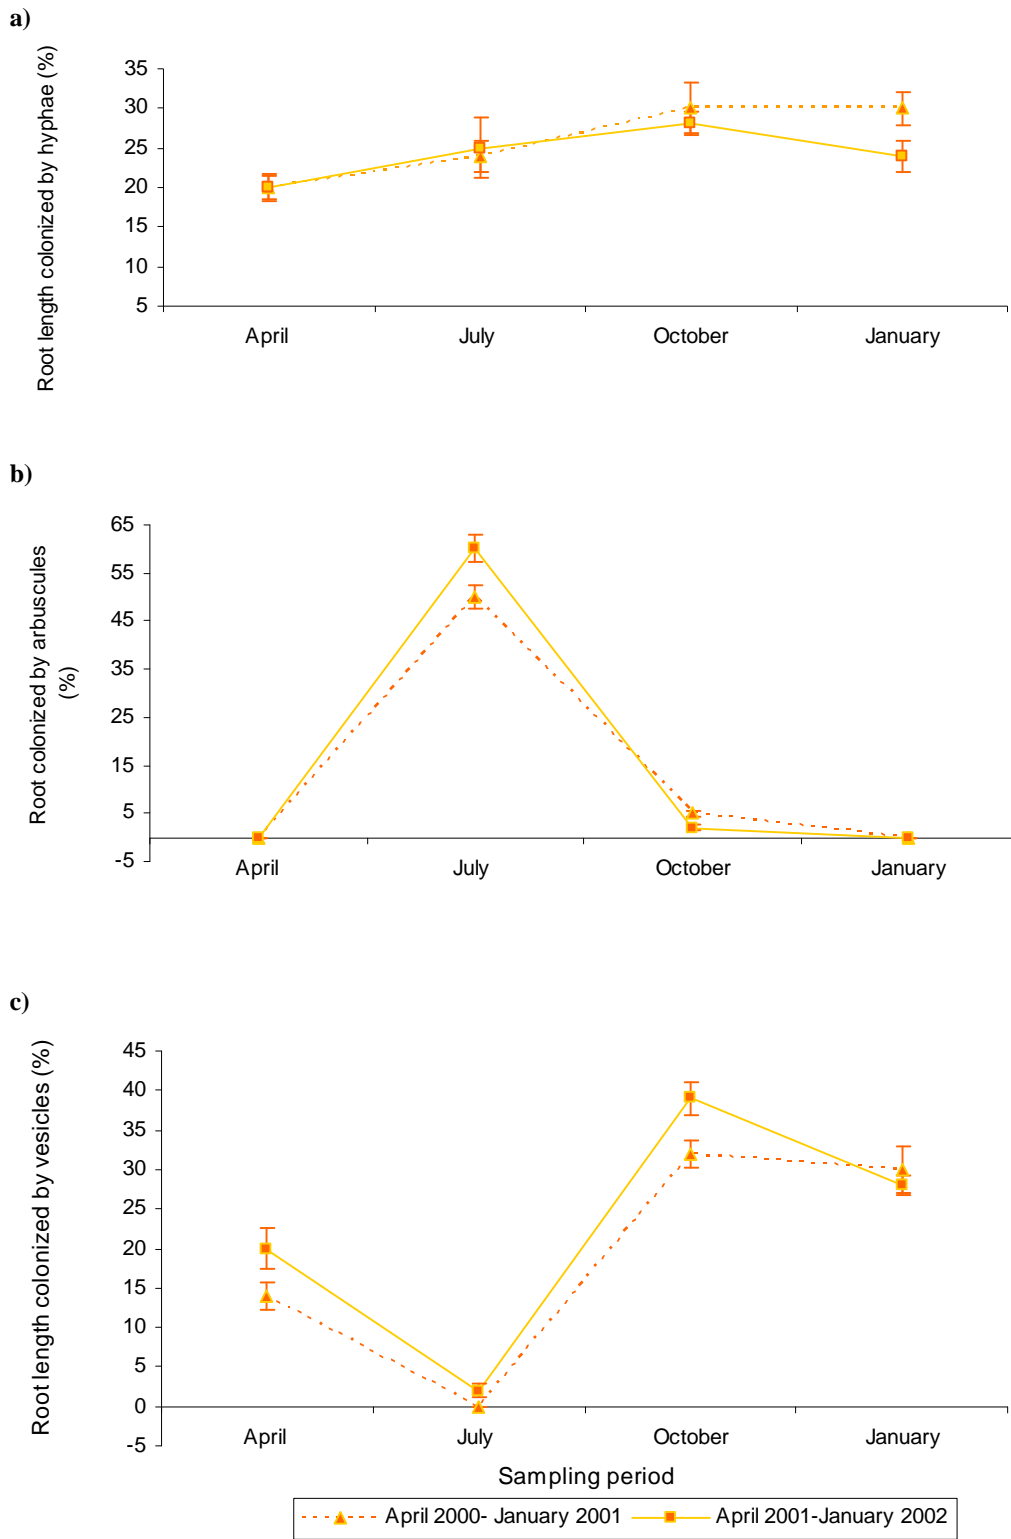 a)
Root length colonized by hyphae (%)
35
30
25
20
15
10
5
April July October January
b)
Root colonized by arbuscules
(%)
65
55
45
35
25
15
5
-5
April July October January
c)
Root length colonized by vesicles (%)
45
40
35
30
25
20
15
10
5
0
-5
April July October January
Sampling period
April 2000- January 2001 April 2001-January 2002